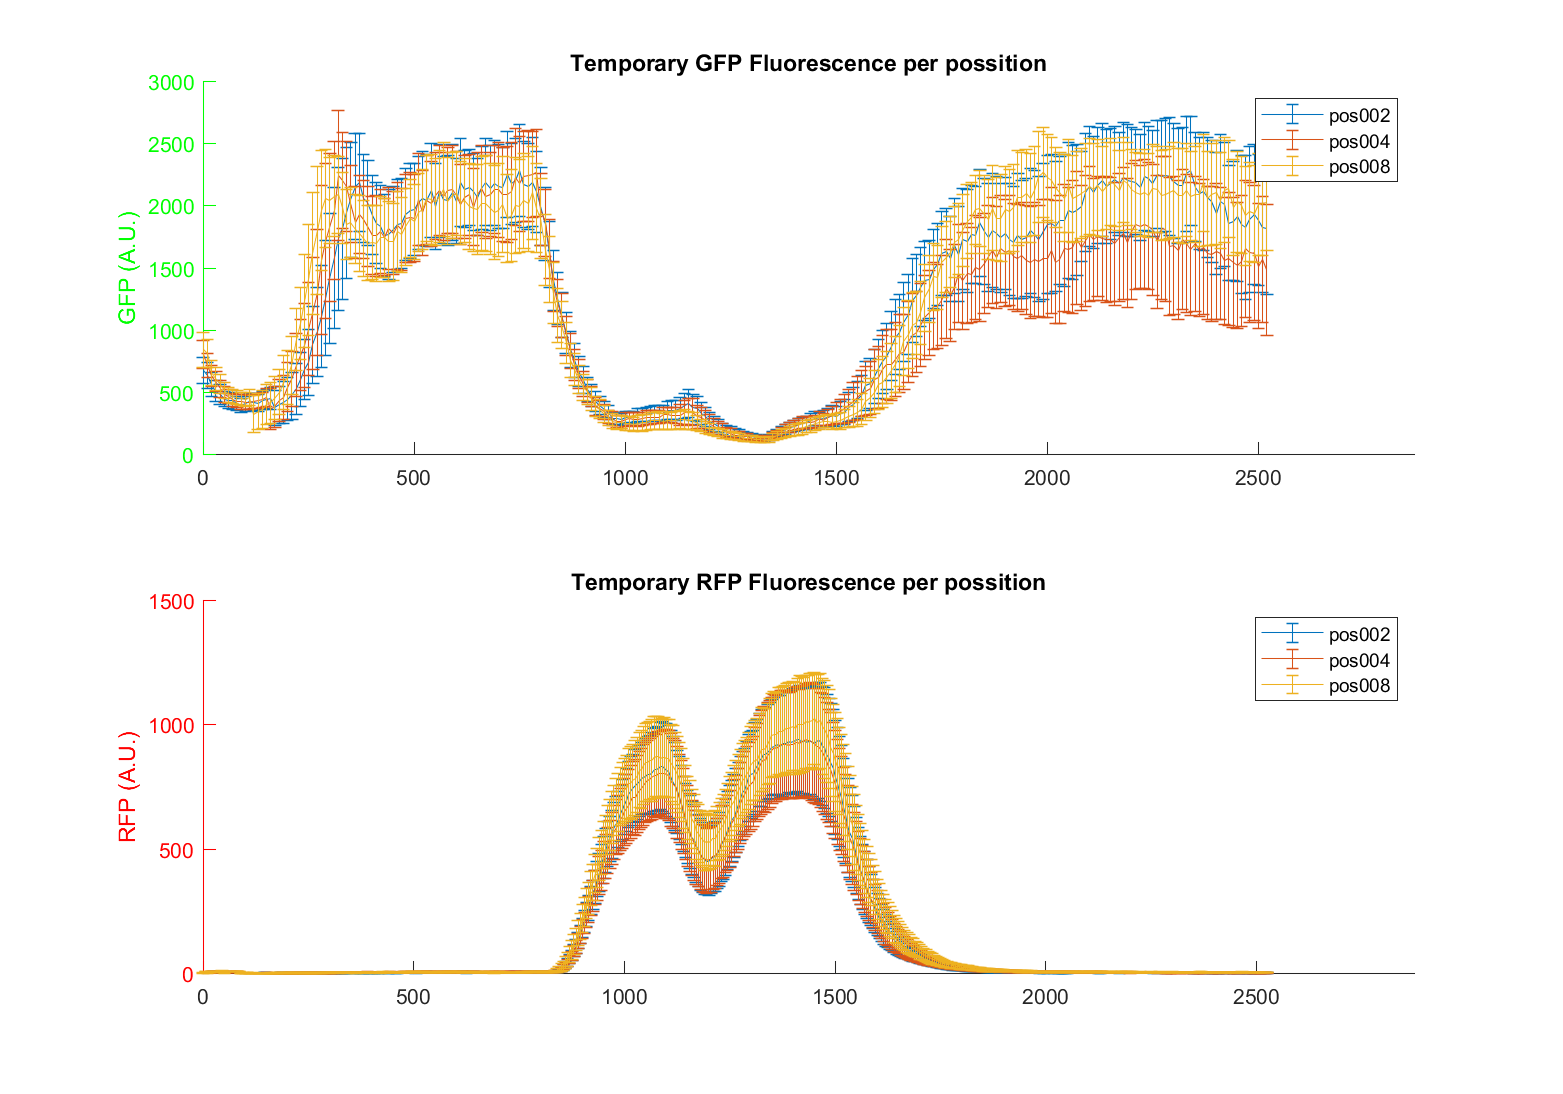 Temporary GFP Fluorescence per possition
GFP (A.U.)
3000
2500
2000
1500
1000
500
0
0 500 1000 1500 2000 2500
pos002
pos004
pos008
Temporary RFP Fluorescence per possition
RFP (A.U.)
1500
1000
500
0
0 500 1000 1500 2000 2500
pos002
pos004
pos008